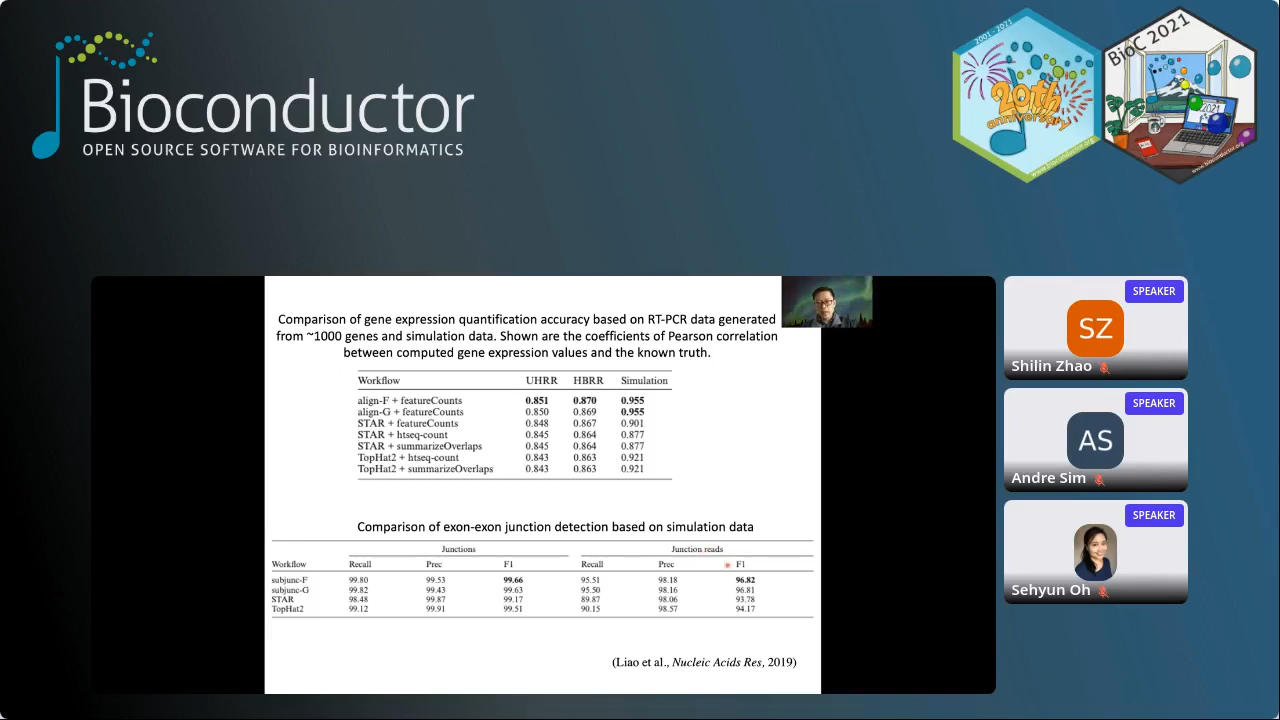 Bioconductor
OPEN SOURCE SOFTWARE FOR BIOINFORMATICS
2001 - 2021
20th
anniversary
www.bioconductor.org
BioC 2021
2021
www.bioconductor.org
Comparison of gene expression quantification accuracy based on RT-PCR data generated
from ~1000 genes and simulation data. Shown are the coefficients of Pearson correlation
between computed gene expression values and the known truth.
Workflow UHRR HBRR Simulation
align-F + featureCounts 0.851 0.870 0.955
align-G + featureCounts 0.850 0.869 0.955
STAR + featureCounts 0.848 0.867 0.901
STAR + htseq-count 0.845 0.864 0.877
STAR + summarizeOverlaps 0.845 0.864 0.877
TopHat2 + htseq-count 0.843 0.863 0.921
TopHat2 + summarizeOverlaps 0.843 0.863 0.921
Comparison of exon-exon junction detection based on simulation data
Junctions Junction reads
Workflow Recall Prec F1 Recall Prec F1
subjunc-F 99.80 99.53 99.66 95.51 98.18 96.82
subjunc-G 99.82 99.43 99.63 95.50 98.16 96.81
STAR 98.48 99.87 99.17 89.87 98.06 93.78
TopHat2 99.12 99.91 99.51 90.15 98.57 94.17
(Liao et al., Nucleic Acids Res, 2019)
SPEAKER
SZ
Shilin Zhao
SPEAKER
AS
Andre Sim
SPEAKER
Sehyun Oh